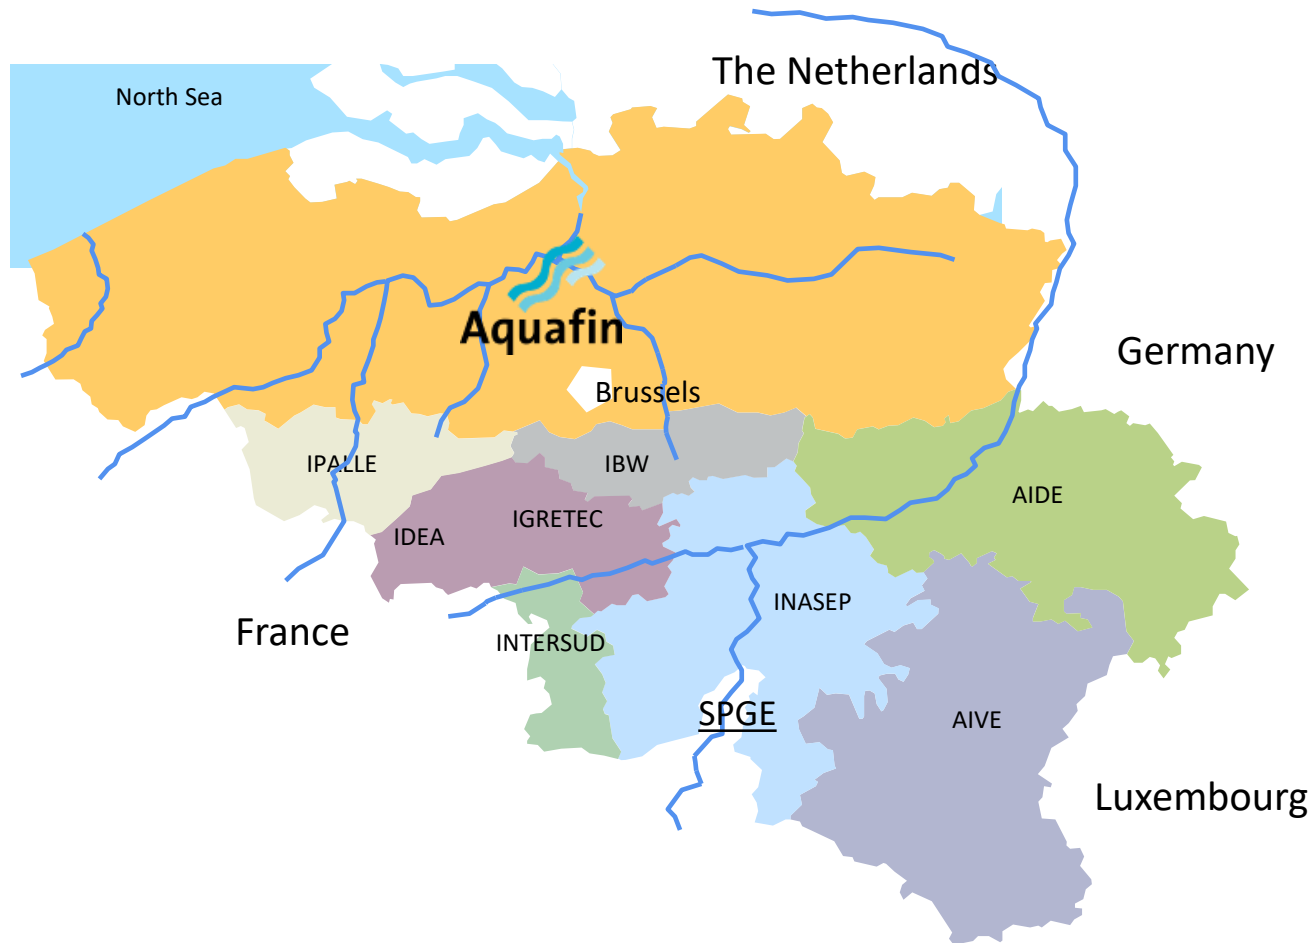 The Netherlands
North Sea
Aquafin
Germany
Brussels
IPALLE
IBW
AIDE
IGRETEC
IDEA
INASEP
France
INTERSUD
SPGE
AIVE
Luxembourg